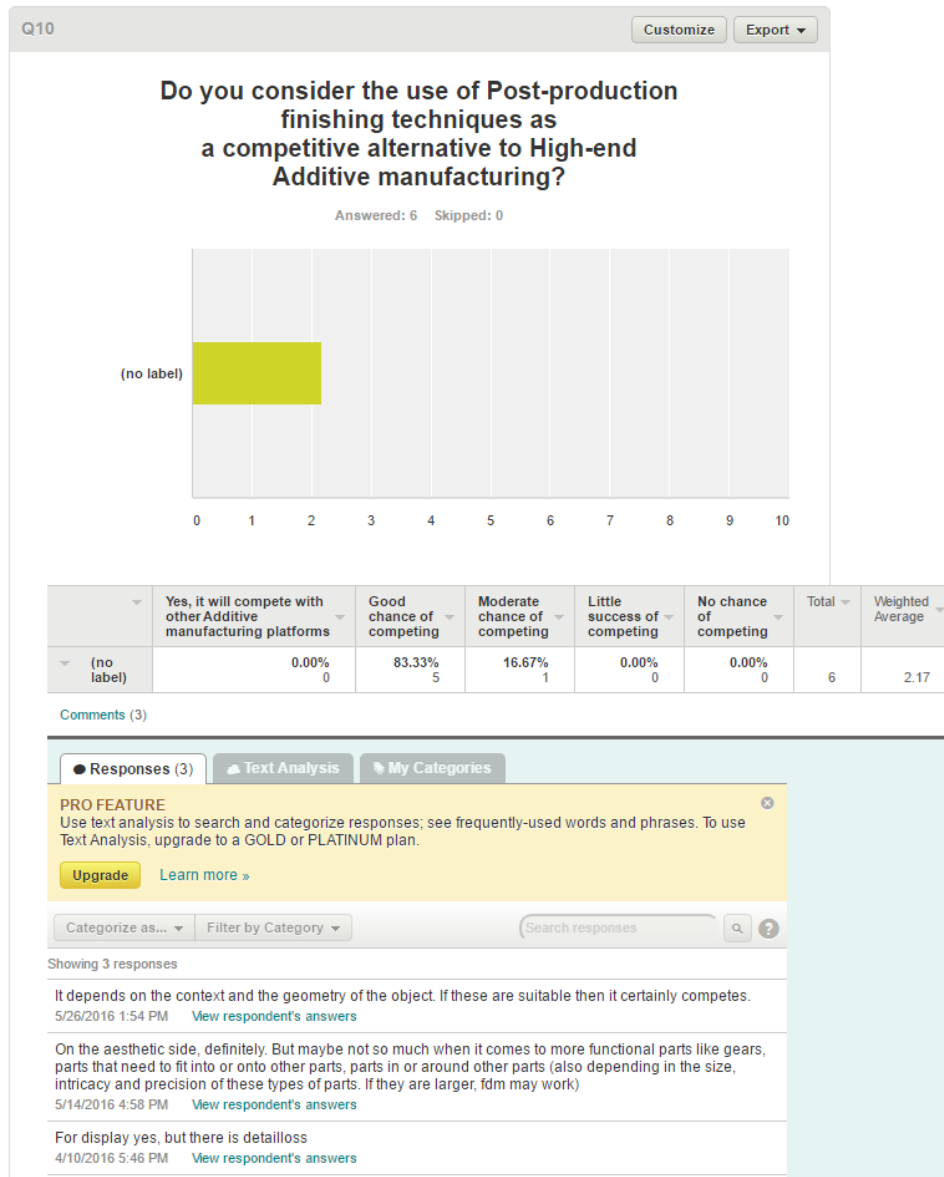 Q10
Customize
Export
Do you consider the use of Post-production
finishing techniques as
a competitive alternative to High-end
Additive manufacturing?
Answered: 6 Skipped: 0
(no label)
0 1 2 3 4 5 6 7 8 9 10
Yes, it will compete with
other Additive
manufacturing platforms
Good
chance of
competing
Moderate
chance of
competing
Little
success of
competing
No chance
of
competing
Total
Weighted
Average
(no
label)
0.00%
0
83.33%
5
16.67%
1
0.00%
0
0.00%
0
6
2.17
Comments (3)
Responses (3)
Text Analysis
My Categories
PRO FEATURE
Use text analysis to search and categorize responses; see frequently-used words and phrases. To use
Text Analysis, upgrade to a GOLD or PLATINUM plan.
Upgrade
Learn more »
Categorize as...
Filter by Category
Search responses
?
Showing 3 responses
It depends on the context and the geometry of the object. If these are suitable then it certainly competes.
5/26/2016 1:54 PM View respondent's answers
On the aesthetic side, definitely. But maybe not so much when it comes to more functional parts like gears,
parts that need to fit into or onto other parts, parts in or around other parts (also depending in the size,
intricacy and precision of these types of parts. If they are larger, fdm may work)
5/14/2016 4:58 PM View respondent's answers
For display yes, but there is detailloss
4/10/2016 5:46 PM View respondent's answers